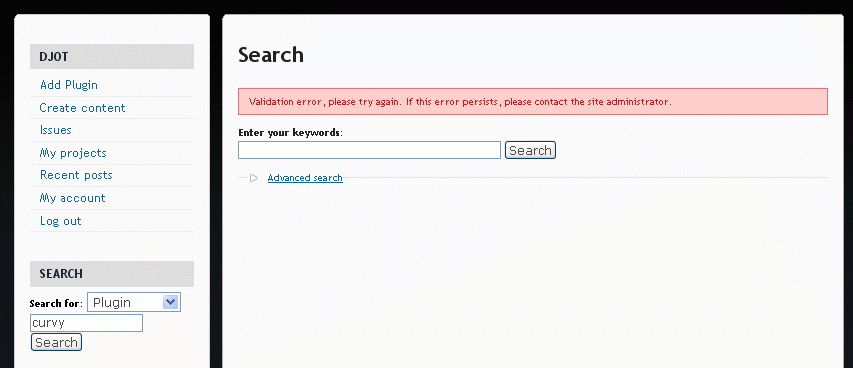 DJOT
Add Plugin
Create content
Issues
My projects
Recent posts
My account
Log out
SEARCH
Search for: Plugin
curvy
Search
Search
Validation error, please try again. If this error persists, please contact the site administrator.
Enter your keywords:
Search
Advanced search